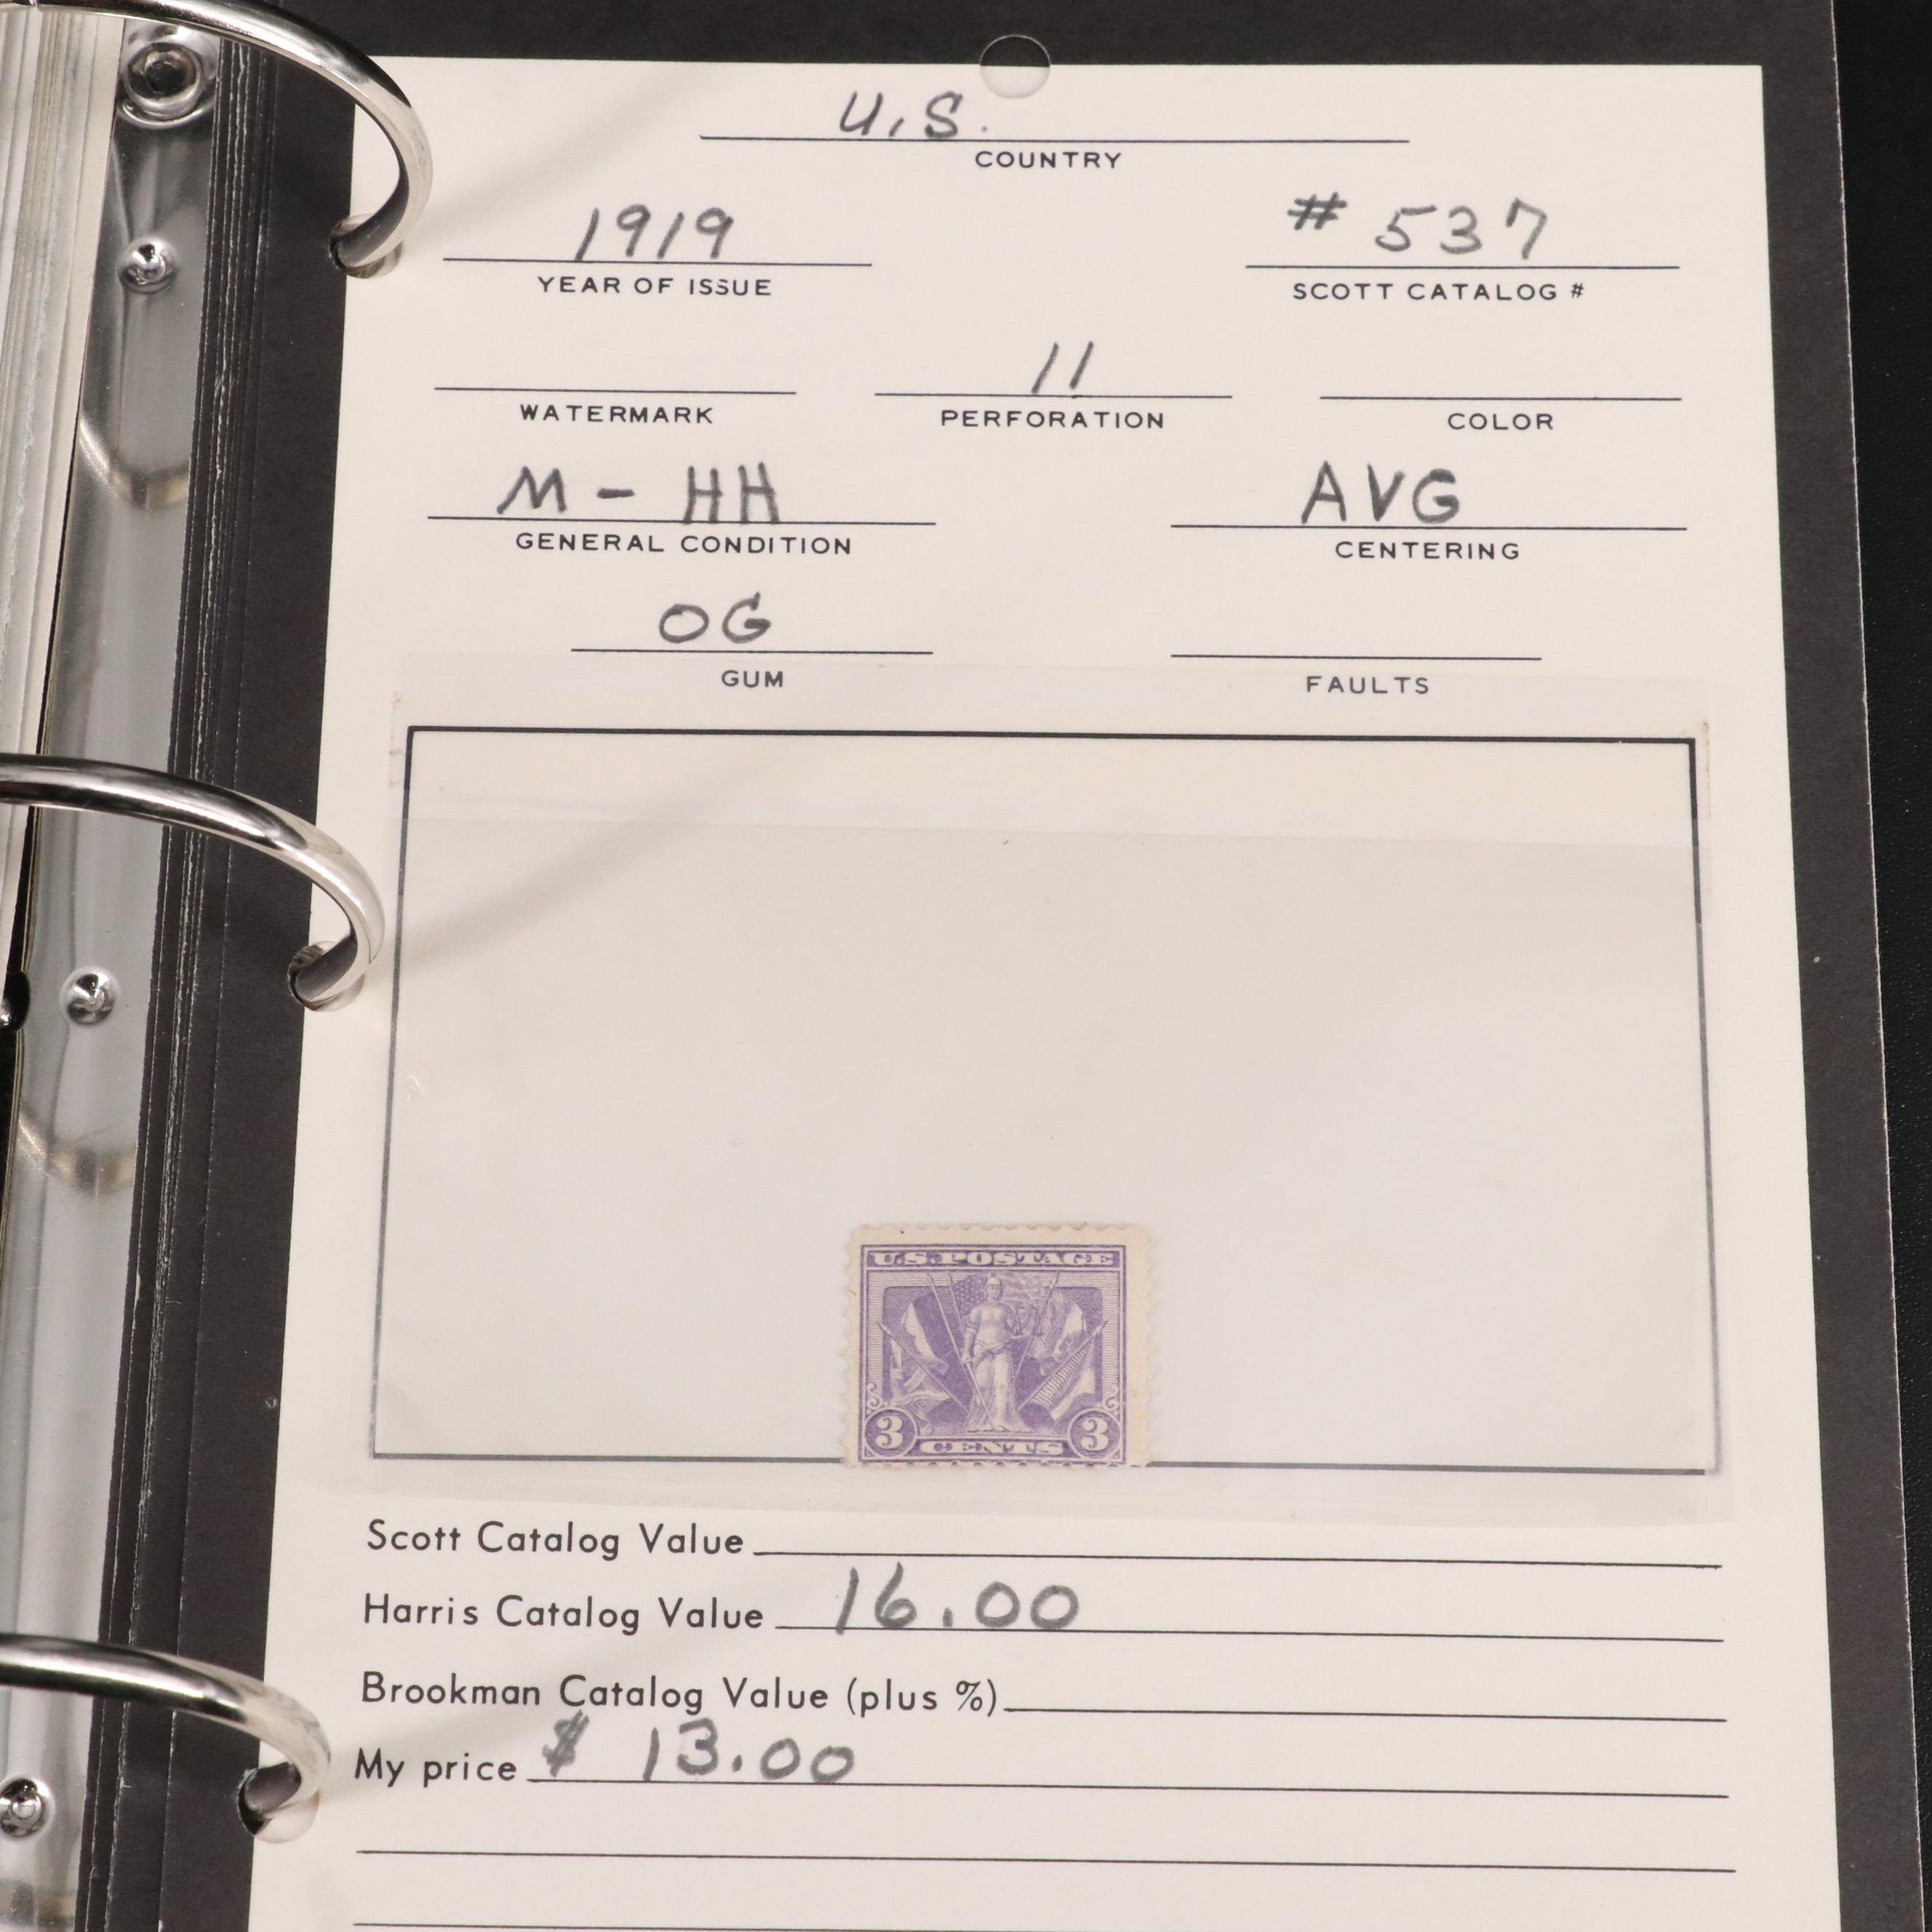 U.S.
COUNTRY
1919 # 537
YEAR OF ISSUE SCOTT CATALOG #
11
WATERMARK PERFORATION COLOR
M - HH AVG
GENERAL CONDITION CENTERING
OG
GUM FAULTS
U.S. POSTAGE
3 CENTS 3
Scott Catalog Value
Harris Catalog Value 16.00
Brookman Catalog Value (plus %)
My price $ 13.00